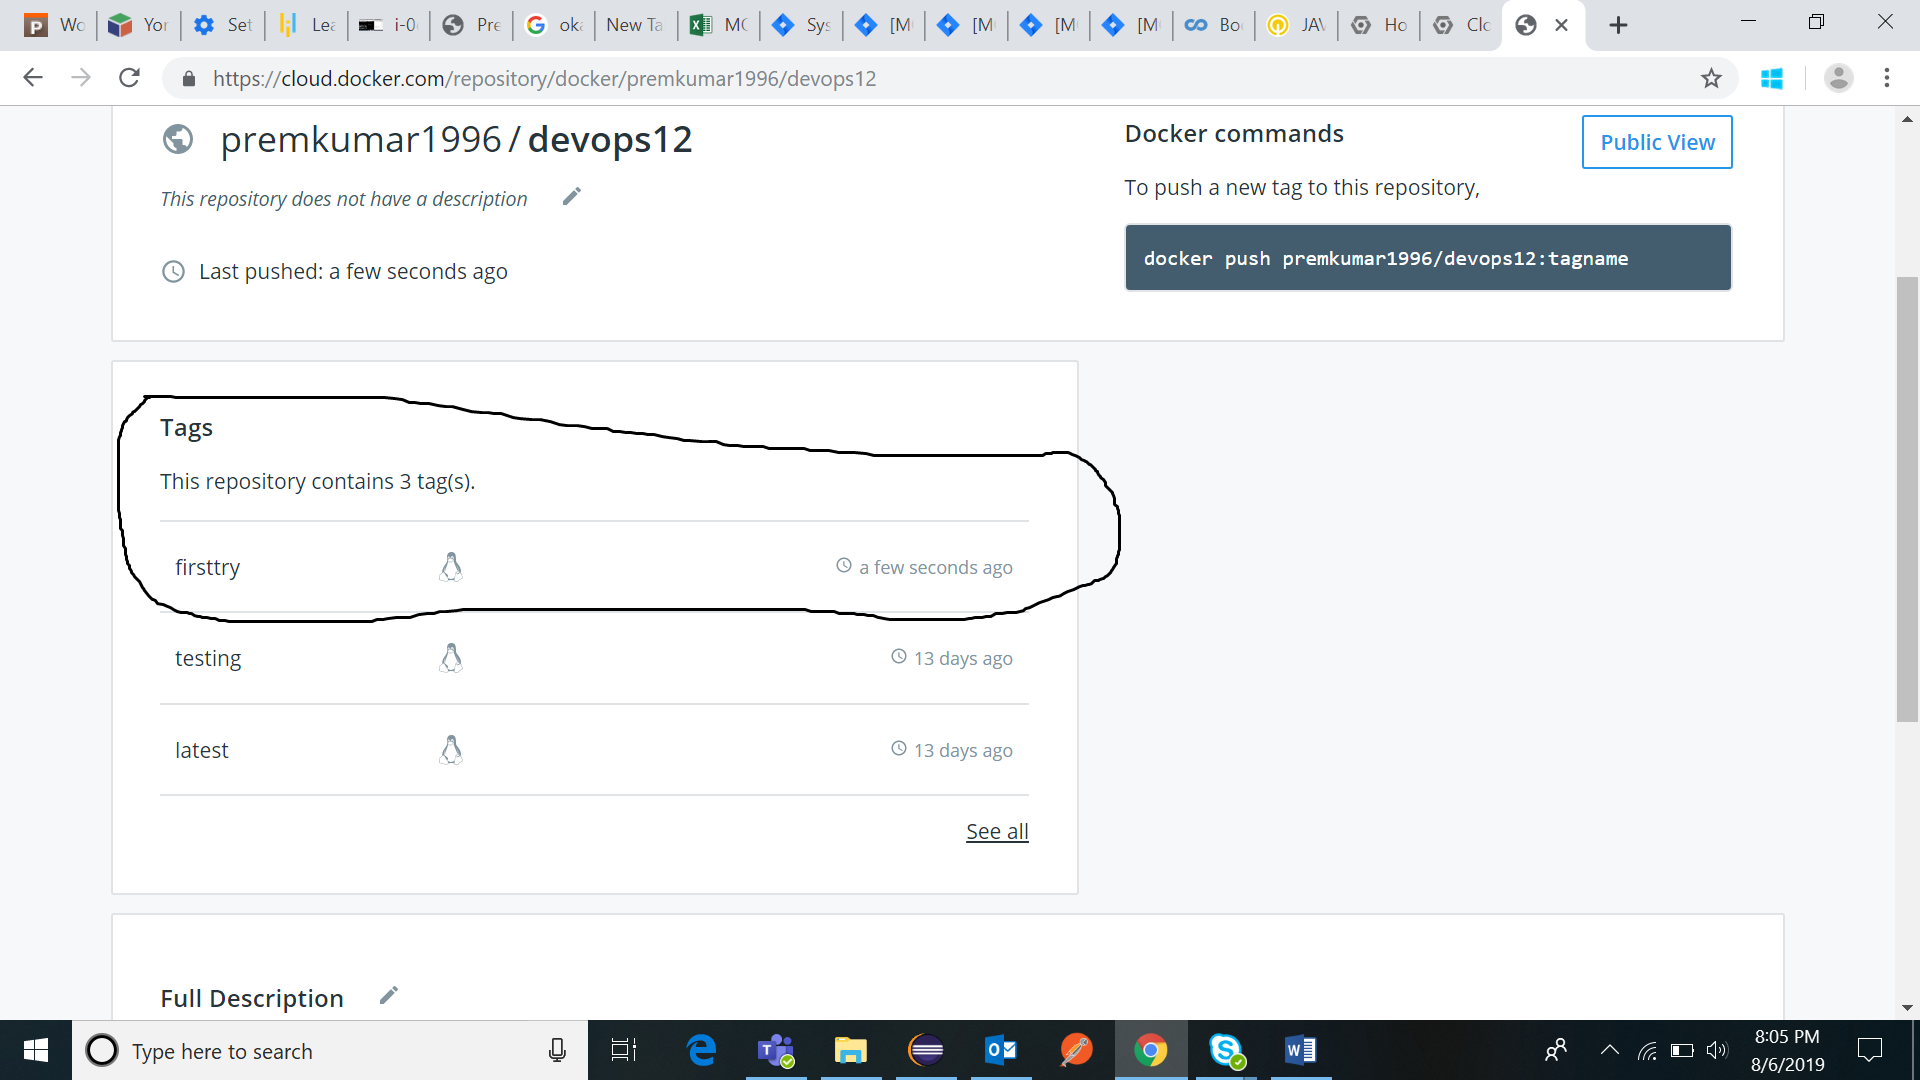 Wo
Yor
Set
Lea
i-0
Pre
oka
New Ta
MC
Sys
[M
[M
[M
[M
Bo
JAV
Ho
Clo
https://cloud.docker.com/repository/docker/premkumar1996/devops12
premkumar1996 / devops12
Docker commands
Public View
This repository does not have a description
To push a new tag to this repository,
docker push premkumar1996/devops12:tagname
Last pushed: a few seconds ago
Tags
This repository contains 3 tag(s).
firsttry
a few seconds ago
testing
13 days ago
latest
13 days ago
See all
Full Description
Type here to search
8:05 PM
8/6/2019